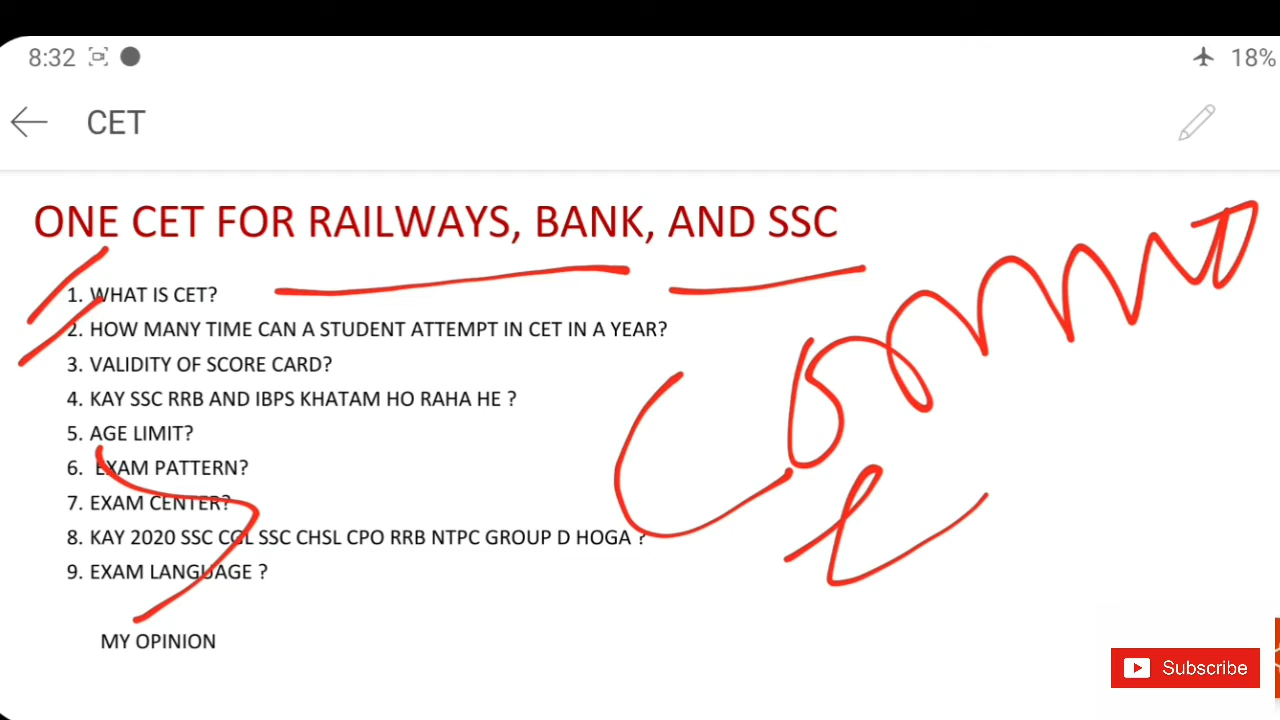 8:32 18%
CET
ONE CET FOR RAILWAYS, BANK, AND SSC
1. WHAT IS CET?
2. HOW MANY TIME CAN A STUDENT ATTEMPT IN CET IN A YEAR?
3. VALIDITY OF SCORE CARD?
4. KAY SSC RRB AND IBPS KHATAM HO RAHA HE ?
5. AGE LIMIT?
6. EXAM PATTERN?
7. EXAM CENTER?
8. KAY 2020 SSC CGL SSC CHSL CPO RRB NTPC GROUP D HOGA ?
9. EXAM LANGUAGE ?
MY OPINION
Subscribe